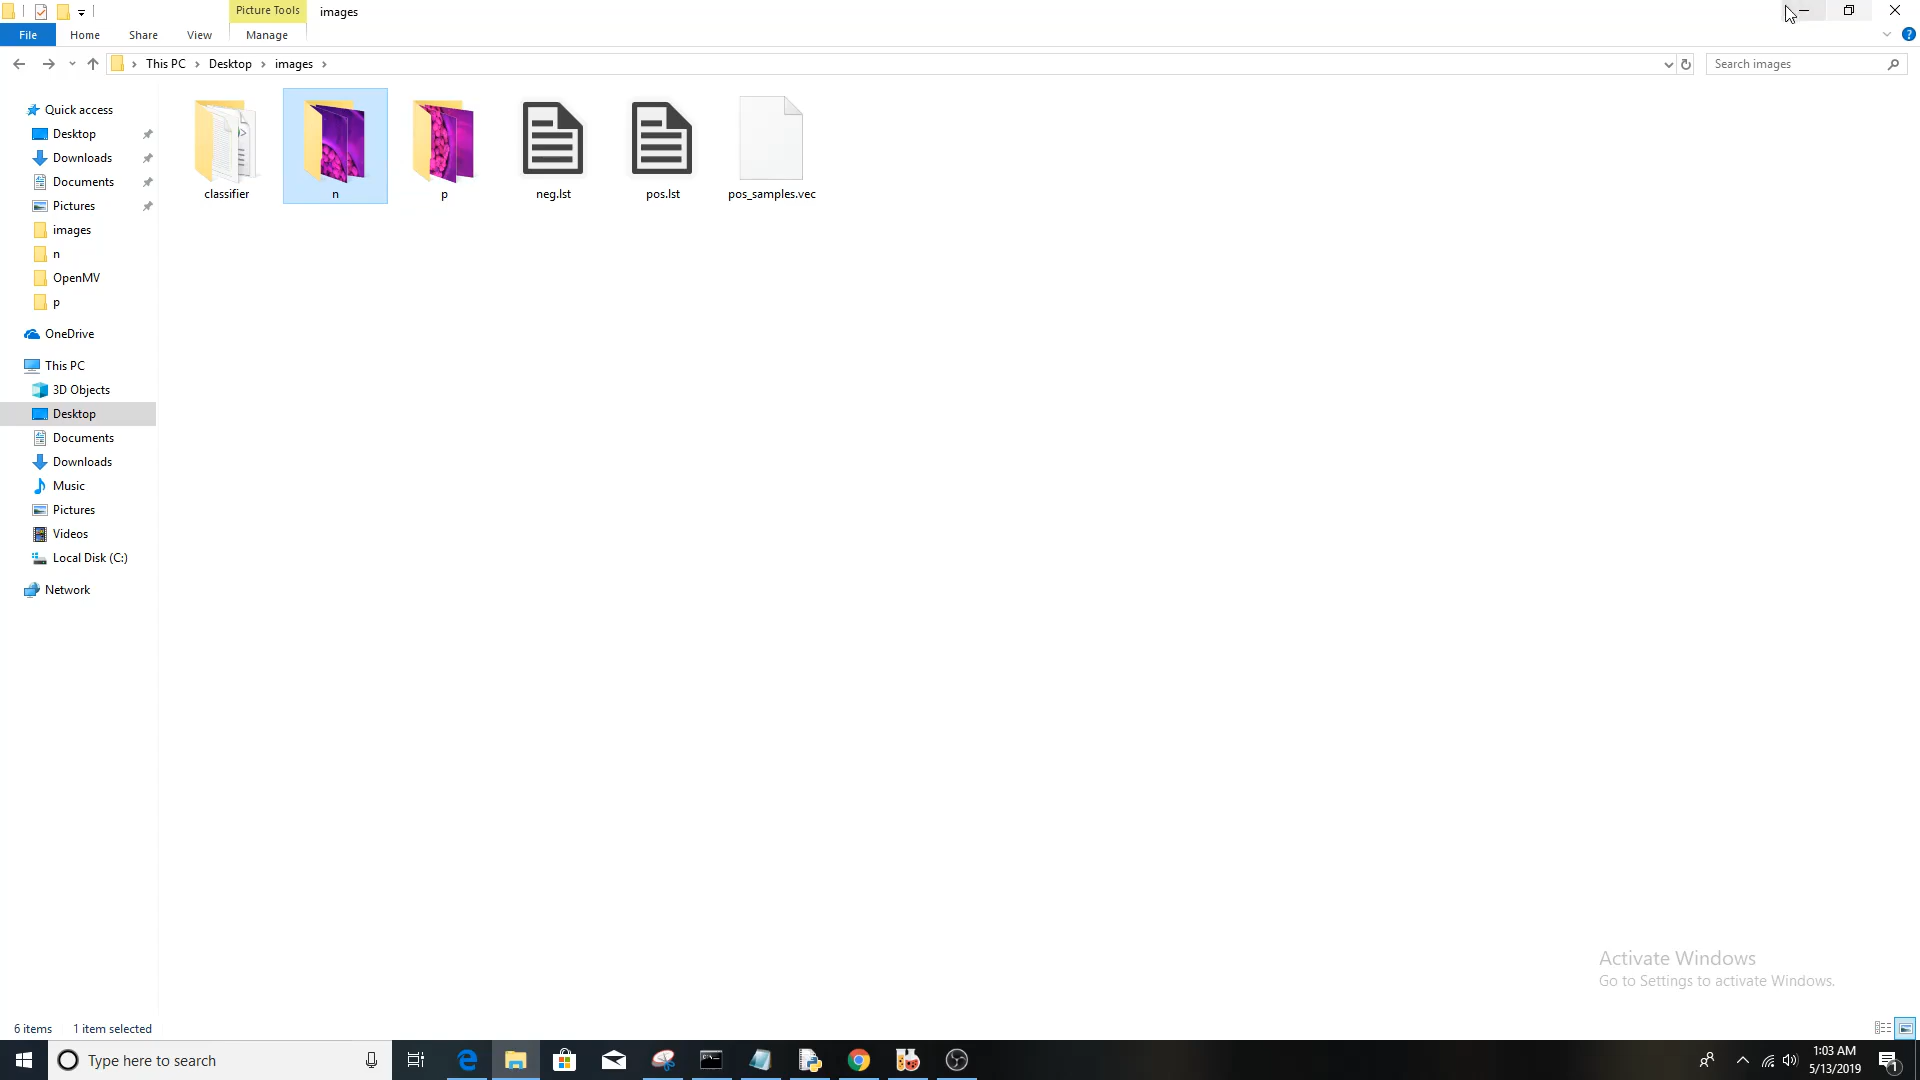 Picture Tools
images
File
Home
Share
View
Manage
This PC
Desktop
images
Search images
Quick access
Desktop
Downloads
Documents
Pictures
images
n
OpenMV
p
OneDrive
This PC
3D Objects
Desktop
Documents
Downloads
Music
Pictures
Videos
Local Disk (C:)
Network
classifier
n
p
neg.lst
pos.lst
pos_samples.vec
Activate Windows
Go to Settings to activate Windows.
6 items
1 item selected
Type here to search
1:03 AM
5/13/2019
1